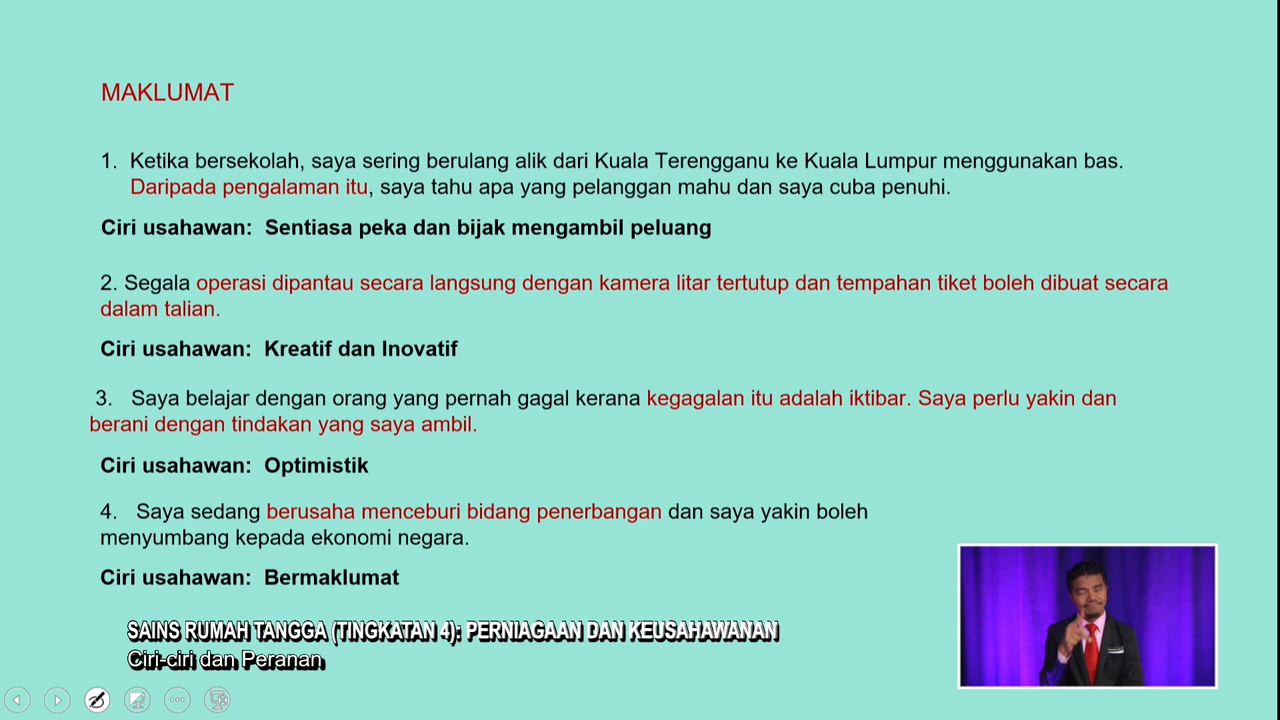 MAKLUMAT
1. Ketika bersekolah, saya sering berulang alik dari Kuala Terengganu ke Kuala Lumpur menggunakan bas.
Daripada pengalaman itu, saya tahu apa yang pelanggan mahu dan saya cuba penuhi.
Ciri usahawan: Sentiasa peka dan bijak mengambil peluang
2. Segala operasi dipantau secara langsung dengan kamera litar tertutup dan tempahan tiket boleh dibuat secara
dalam talian.
Ciri usahawan: Kreatif dan Inovatif
3. Saya belajar dengan orang yang pernah gagal kerana kegagalan itu adalah iktibar. Saya perlu yakin dan
berani dengan tindakan yang saya ambil.
Ciri usahawan: Optimistik
4. Saya sedang berusaha menceburi bidang penerbangan dan saya yakin boleh
menyumbang kepada ekonomi negara.
Ciri usahawan: Bermaklumat
SAINS RUMAH TANGGA (TINGKATAN 4): PERNIAGAAN DAN KEUSAHAWANAN
Ciri-ciri dan Peranan